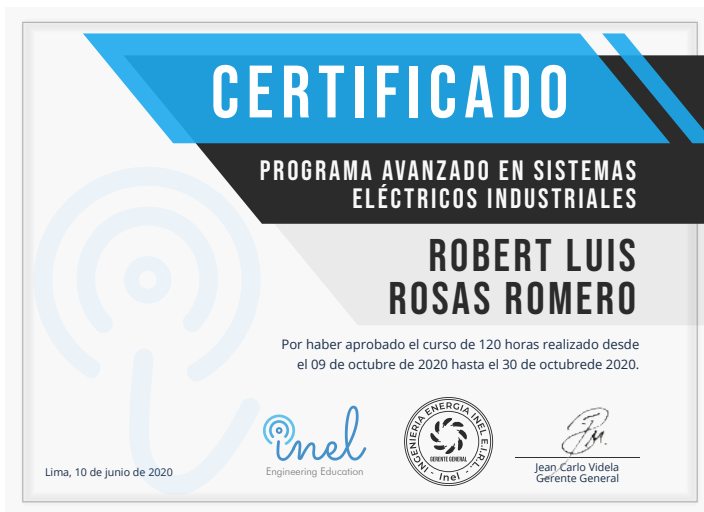 CERTIFICADO
PROGRAMA AVANZADO EN SISTEMAS
ELÉCTRICOS INDUSTRIALES
ROBERT LUIS
ROSAS ROMERO
Por haber aprobado el curso de 120 horas realizado desde
el 09 de octubre de 2020 hasta el 30 de octubrede 2020.
inel
Engineering Education
INGENIERIA ENERGIA INEL E.I.R.L.
GERENTE GENERAL
- Inel -
Jean Carlo Videla
Gerente General
Lima, 10 de junio de 2020